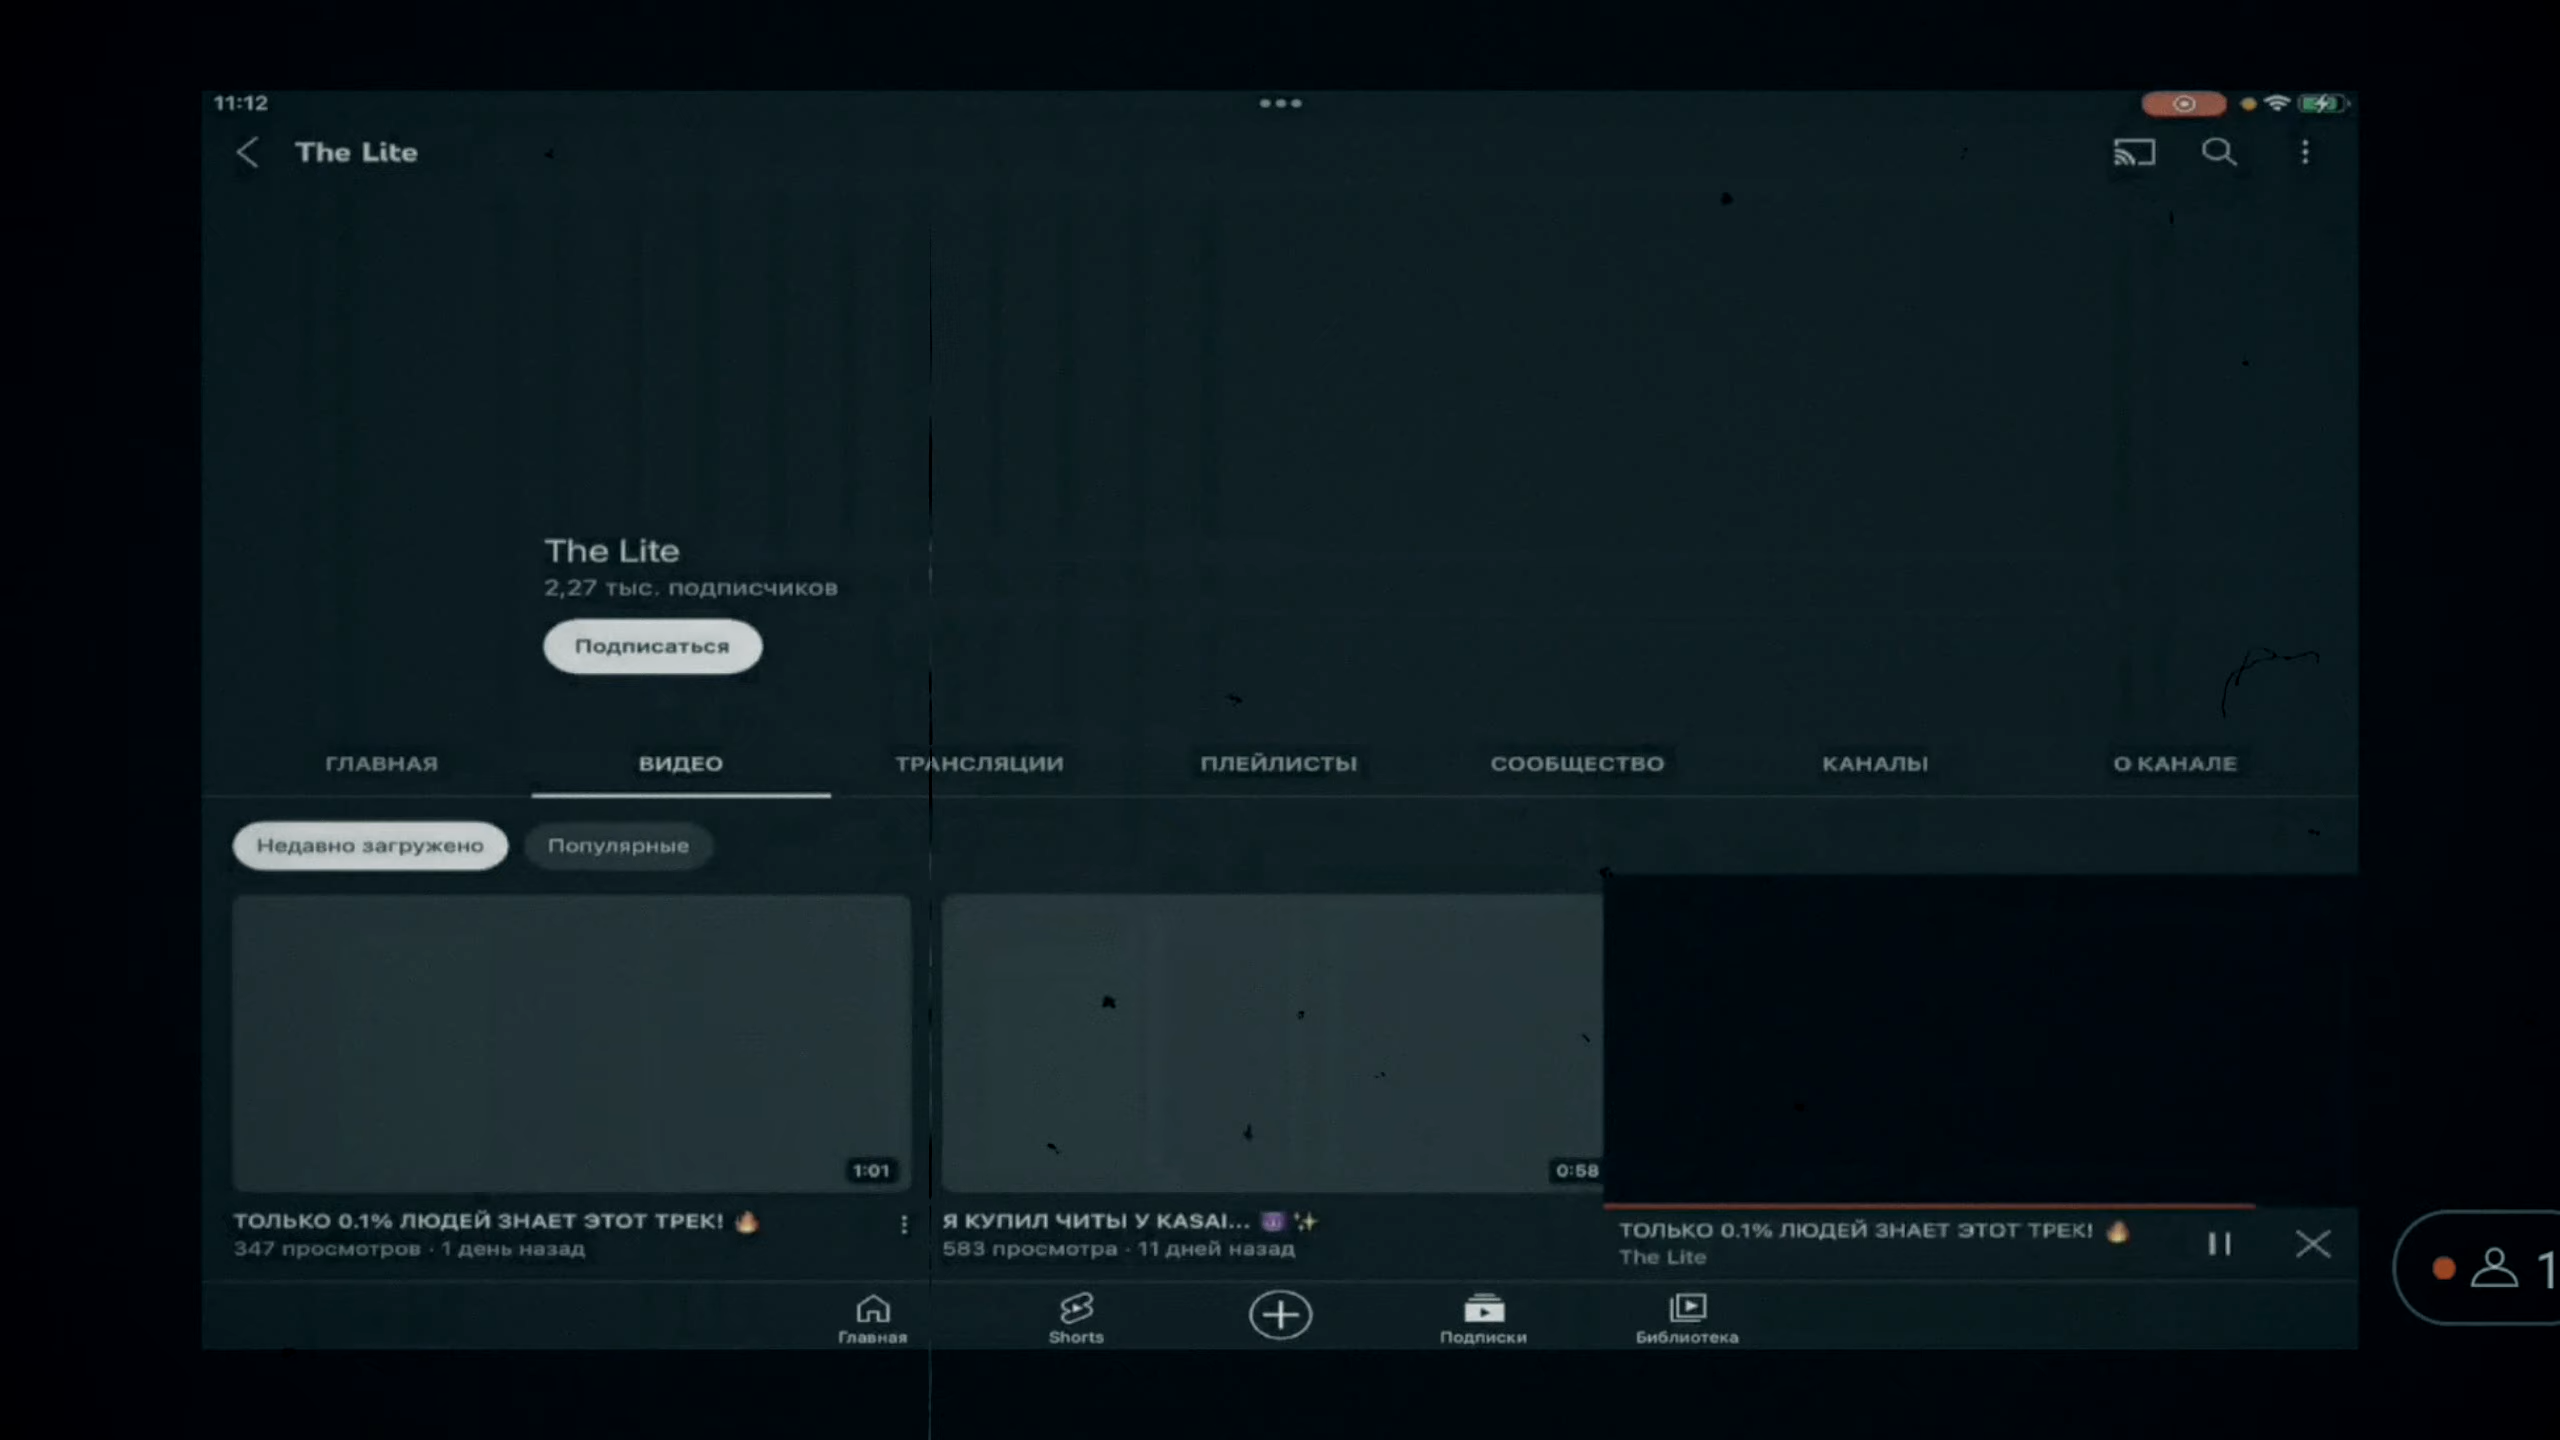 11:12
The Lite
The Lite
2,27 тыс. подписчиков
Подписаться
ГЛАВНАЯ
ВИДЕО
ТРАНСЛЯЦИИ
ПЛЕЙЛИСТЫ
СООБЩЕСТВО
КАНАЛЫ
О КАНАЛЕ
Недавно загружено
Популярные
1:01
0:58
ТОЛЬКО 0.1% ЛЮДЕЙ ЗНАЕТ ЭТОТ ТРЕК! 🔥
347 просмотров · 1 день назад
Я КУПИЛ ЧИТЫ У KASAI... 😈✨
583 просмотра · 11 дней назад
ТОЛЬКО 0.1% ЛЮДЕЙ ЗНАЕТ ЭТОТ ТРЕК! 🔥
The Lite
1
Главная
Shorts
Подписки
Библиотека